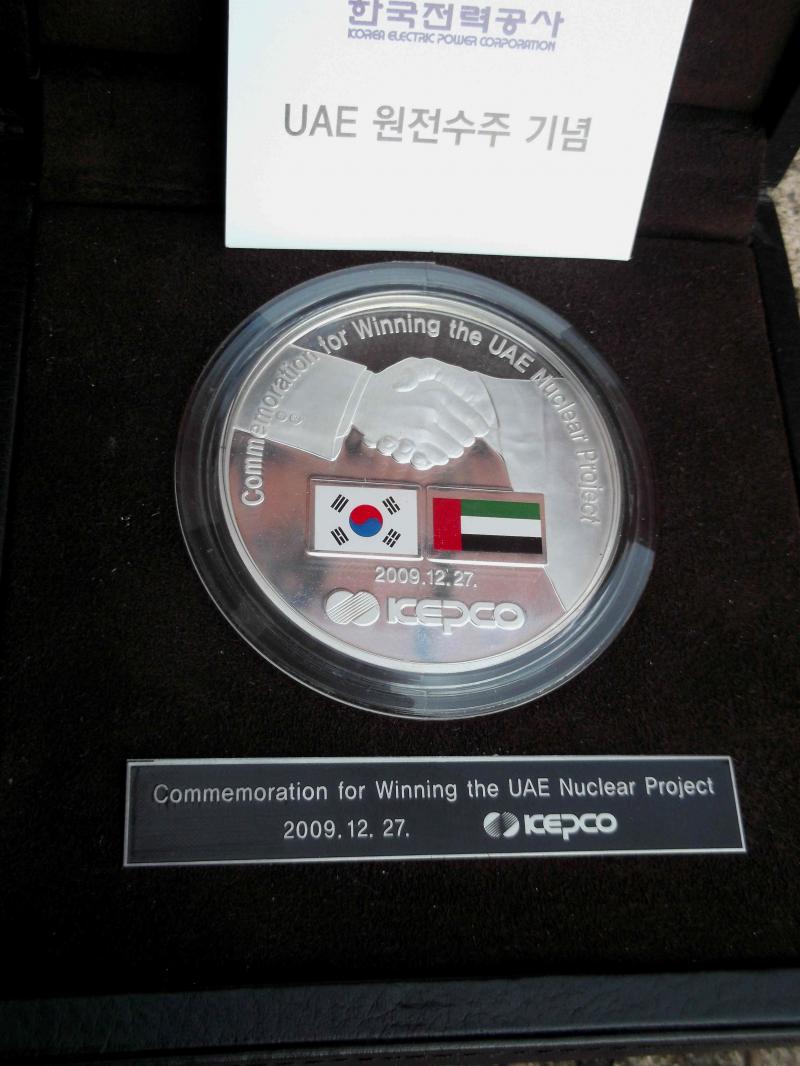 한국전력공사
KOREA ELECTRIC POWER CORPORATION
UAE 원전수주 기념
Commemoration for Winning the UAE Nuclear Project
2009.12.27.
KEPCO
Commemoration for Winning the UAE Nuclear Project
2009.12. 27. KEPCO